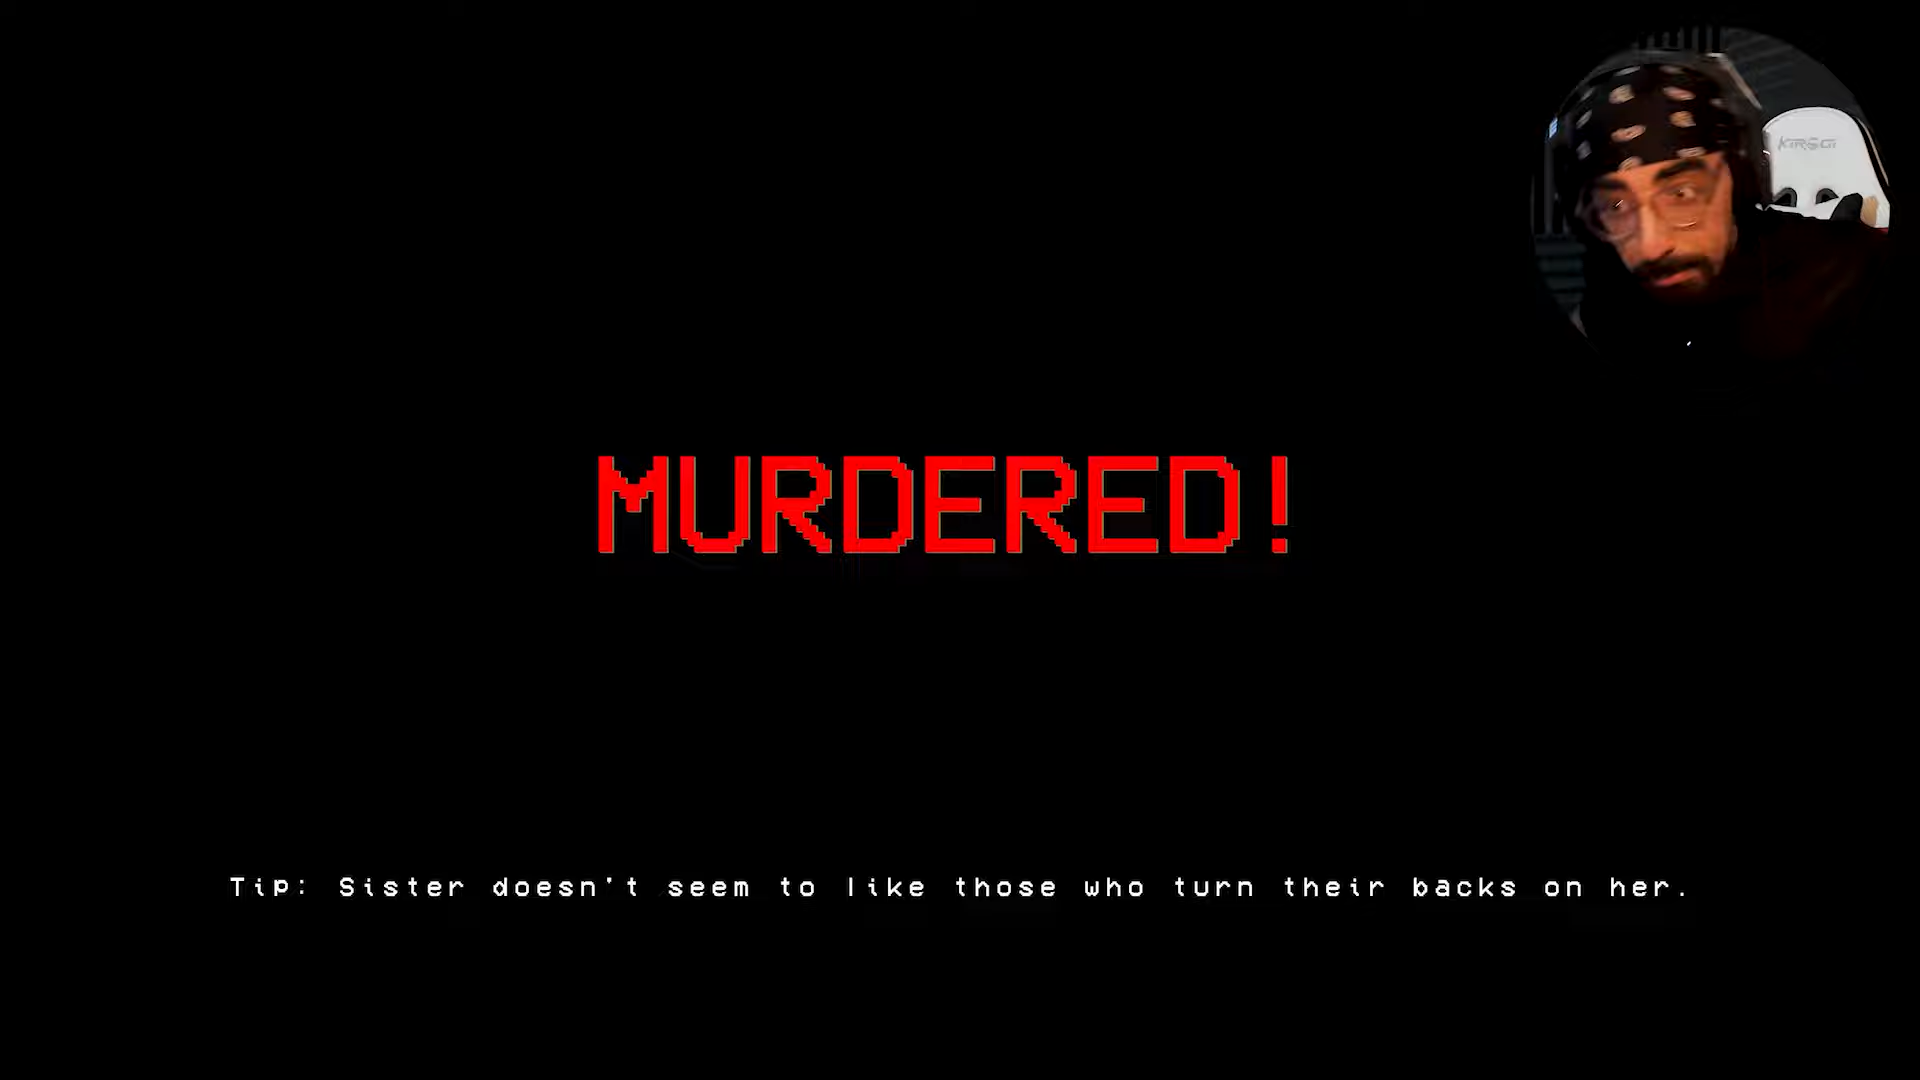 MURDERED!
Tip: Sister doesn't seem to like those who turn their backs on her.